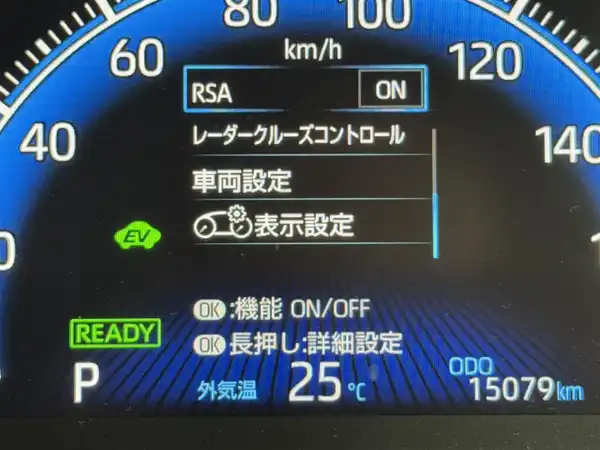 80
100
60
km/h
120
RSA ON
レーダークルーズコントロール
40
140
車両設定
表示設定
EV
OK:機能 ON/OFF
READY
OK長押し:詳細設定
P
外気温 25℃
ODO
15079km